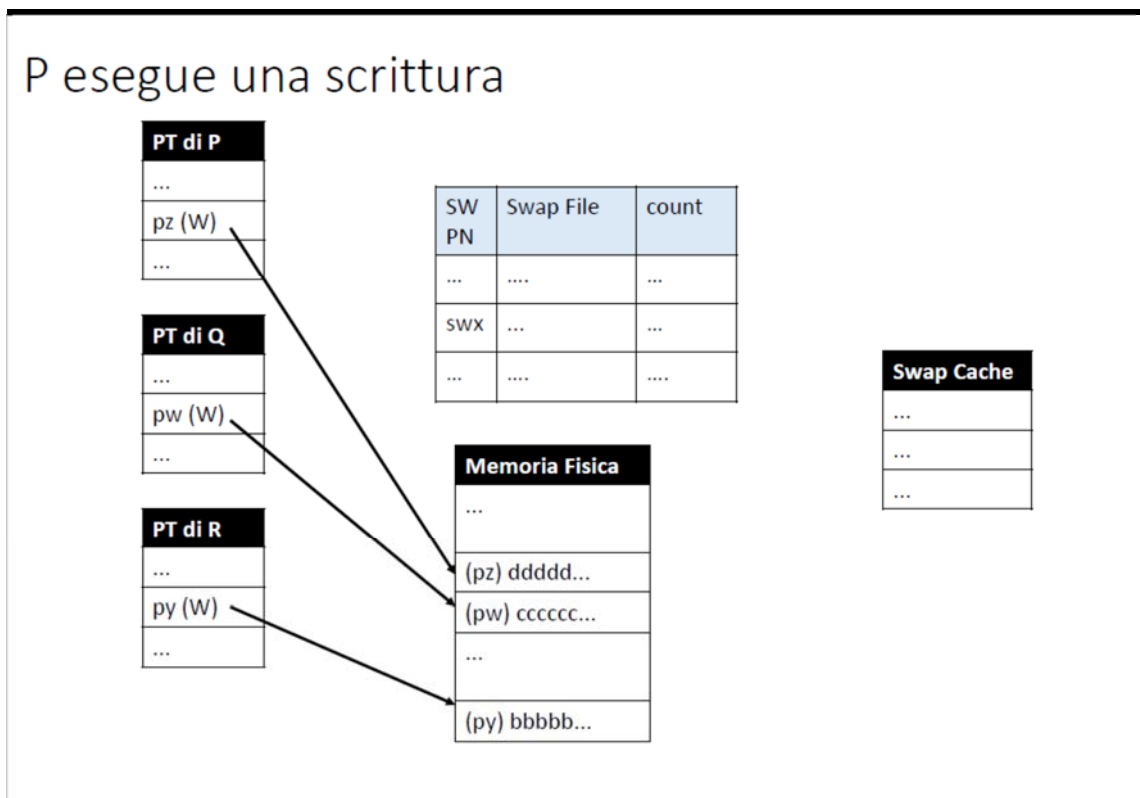 P esegue una scrittura
PT di P
...
pz (W)
...
PT di Q
...
pw (W)
...
PT di R
...
py (W)
...
SW PN Swap File count
... .... ...
swx ... ...
... .... ....
Memoria Fisica
...
(pz) ddddd...
(pw) cccccc...
...
(py) bbbbb...
Swap Cache
...
...
...